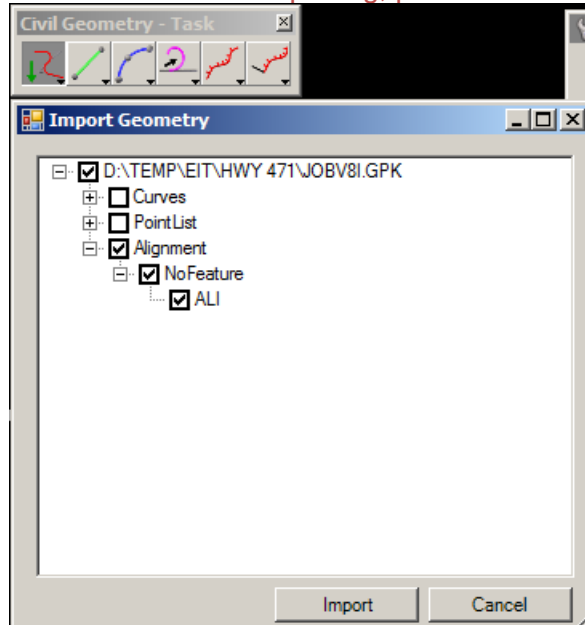 Civil Geometry - Task
Import Geometry
D:\TEMP\EIT\HWY 471\JOBV8I.GPK
Curves
PointList
Alignment
NoFeature
ALI
Import
Cancel